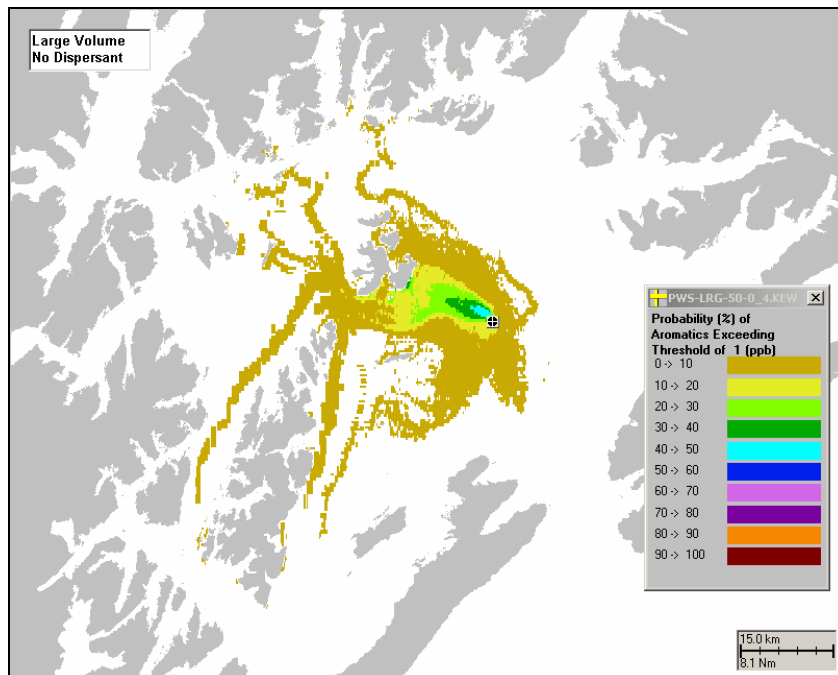 Large Volume
No Dispersant
PWS-LRG-50-0_4.KEW
Probability (%) of
Aromatics Exceeding
Threshold of 1 (ppb)
0 -> 10
10 -> 20
20 -> 30
30 -> 40
40 -> 50
50 -> 60
60 -> 70
70 -> 80
80 -> 90
90 -> 100
15.0 km
8.1 Nm